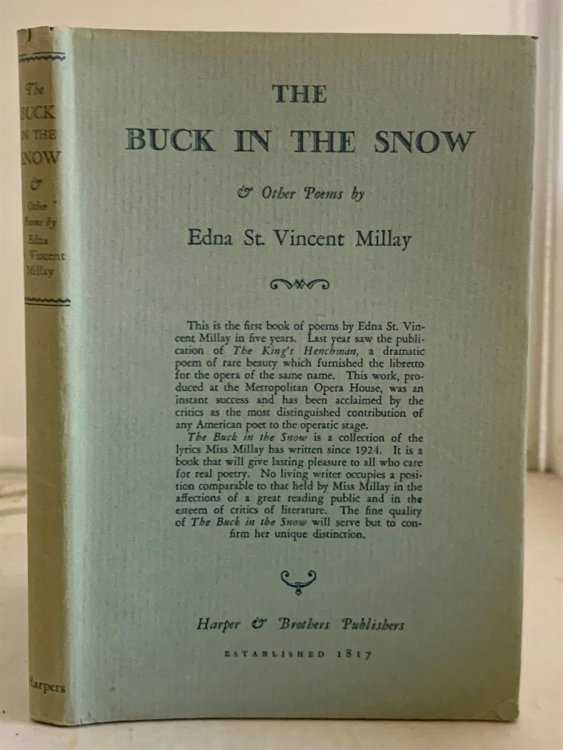 The
BUCK
IN THE
SNOW
&
Other
Poems by
Edna
St. Vincent
Millay
Harpers
THE
BUCK IN THE SNOW
& Other Poems by
Edna St. Vincent Millay
This is the first book of poems by Edna St. Vin-
cent Millay in five years. Last year saw the publi-
cation of The King's Henchman, a dramatic
poem of rare beauty which furnished the libretto
for the opera of the same name. This work, pro-
duced at the Metropolitan Opera House, was an
instant success and has been acclaimed by the
critics as the most distinguished contribution of
any American poet to the operatic stage.
The Buck in the Snow is a collection of the
lyrics Miss Millay has written since 1924. It is a
book that will give lasting pleasure to all who care
for real poetry. No living writer occupies a posi-
tion comparable to that held by Miss Millay in the
affections of a great reading public and in the
esteem of critics of literature. The fine quality
of The Buck in the Snow will serve but to con-
firm her unique distinction.
Harper & Brothers Publishers
ESTABLISHED 1817